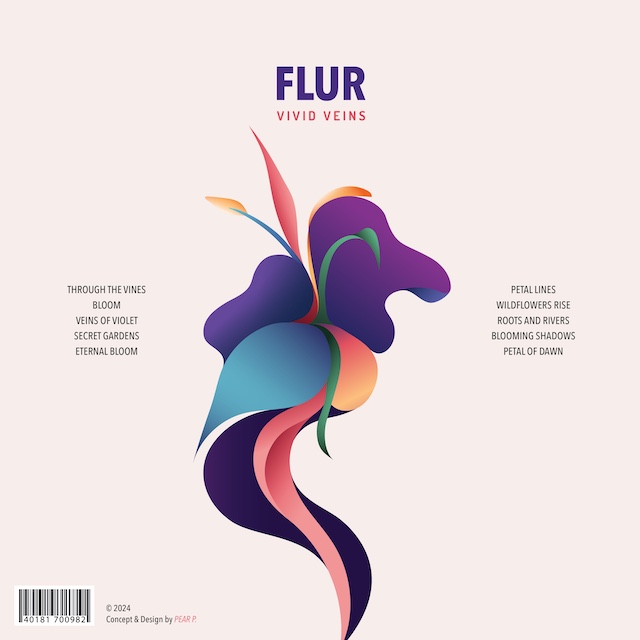 FLUR
VIVID VEINS
THROUGH THE VINES
BLOOM
VEINS OF VIOLET
SECRET GARDENS
ETERNAL BLOOM
PETAL LINES
WILDFLOWERS RISE
ROOTS AND RIVERS
BLOOMING SHADOWS
PETAL OF DAWN
40181 700982
© 2024
Concept & Design by PEAR P.